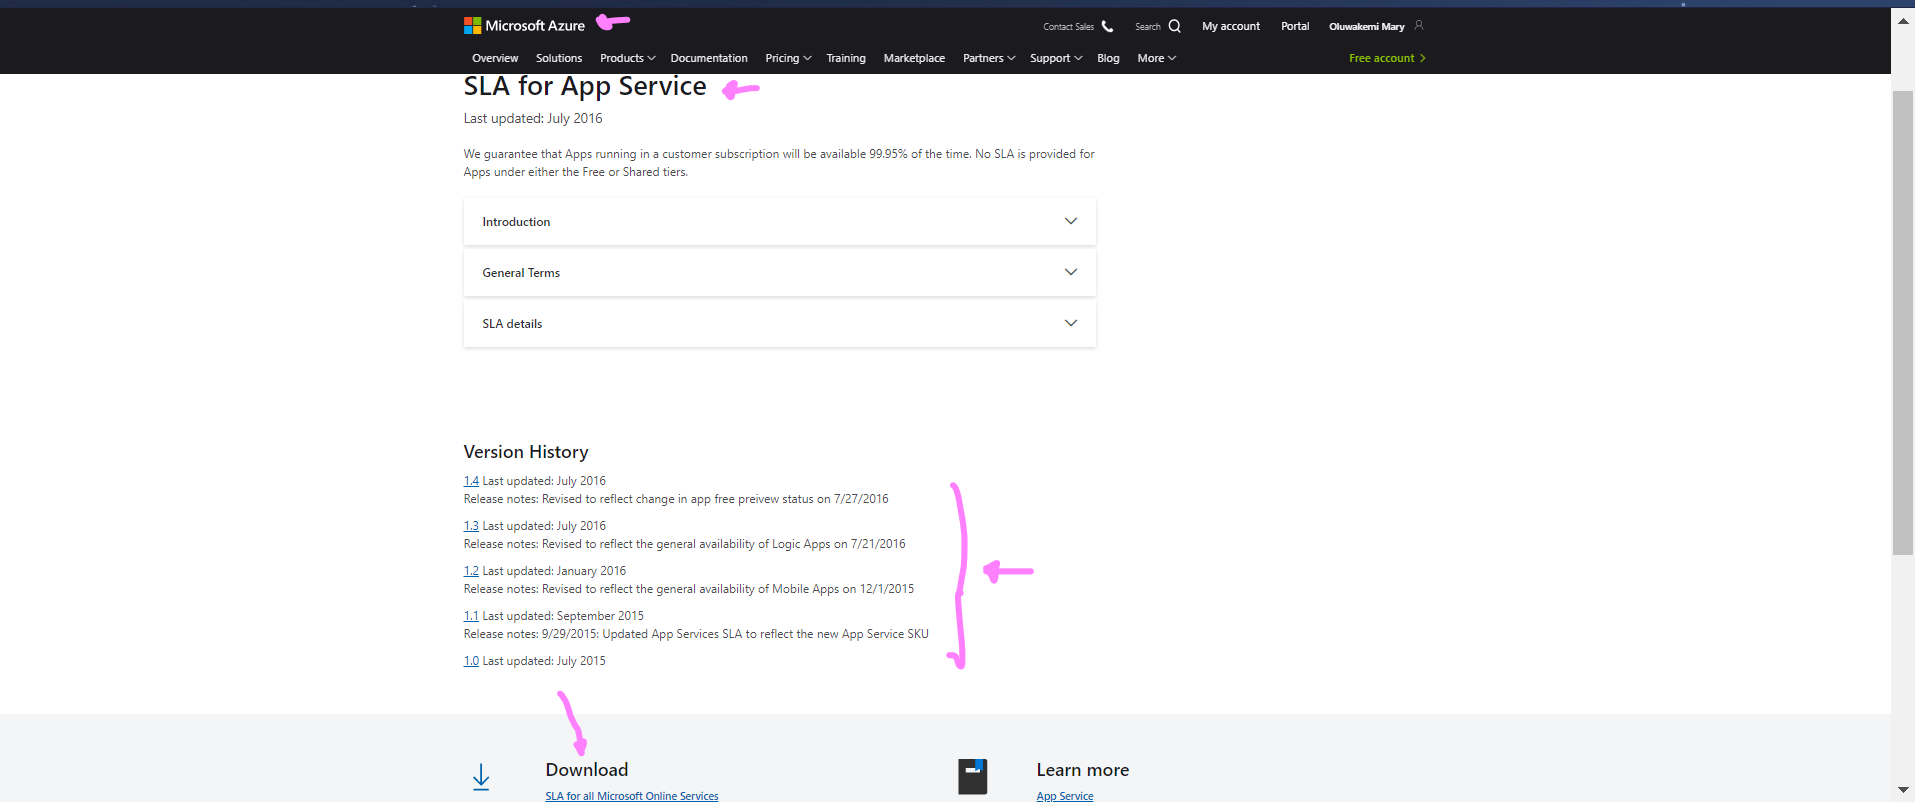 Microsoft Azure
Contact Sales Search My account Portal Oluwakemi Mary
Overview Solutions Products Documentation Pricing Training Marketplace Partners Support Blog More Free account
SLA for App Service
Last updated: July 2016
We guarantee that Apps running in a customer subscription will be available 99.95% of the time. No SLA is provided for
Apps under either the Free or Shared tiers.
Introduction
General Terms
SLA details
Version History
1.4 Last updated: July 2016
Release notes: Revised to reflect change in app free preivew status on 7/27/2016
1.3 Last updated: July 2016
Release notes: Revised to reflect the general availability of Logic Apps on 7/21/2016
1.2 Last updated: January 2016
Release notes: Revised to reflect the general availability of Mobile Apps on 12/1/2015
1.1 Last updated: September 2015
Release notes: 9/29/2015: Updated App Services SLA to reflect the new App Service SKU
1.0 Last updated: July 2015
Download
SLA for all Microsoft Online Services
Learn more
App Service